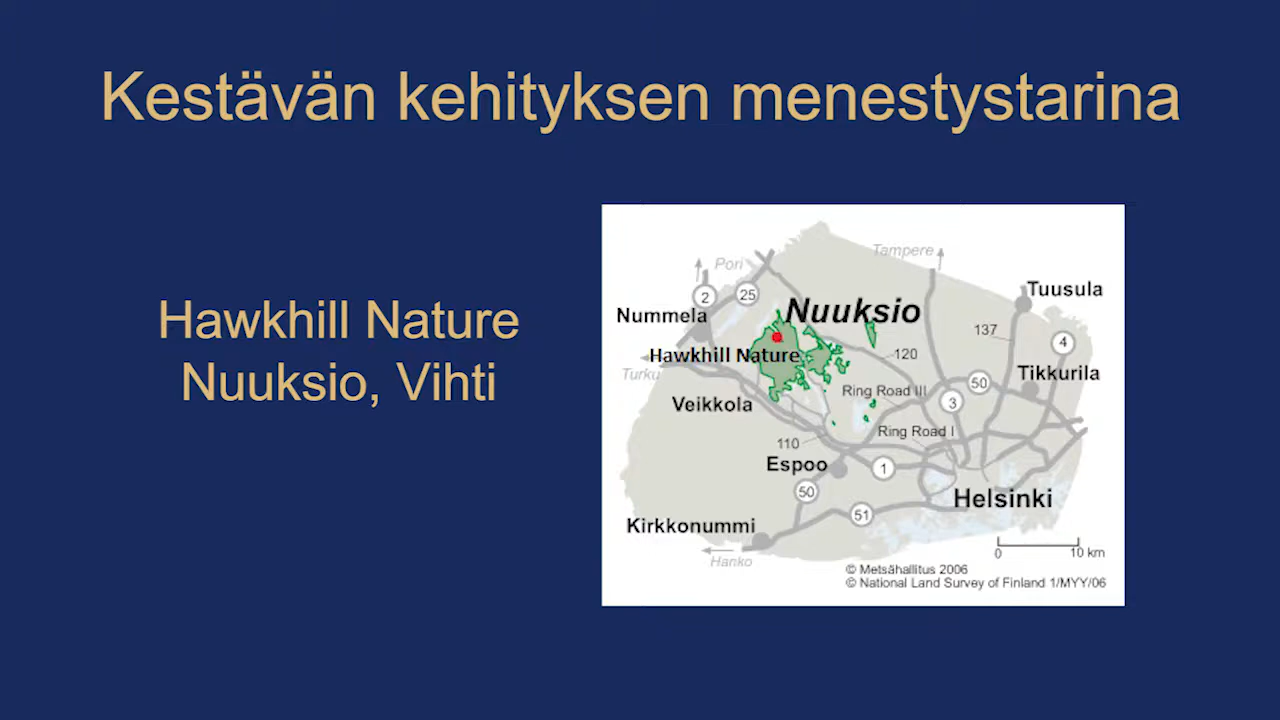 Kestävän kehityksen menestystarina
Hawkhill Nature
Nuuksio, Vihti
Tampere
Pori
Tuusula
2
25
Nuuksio
Nummela
137
4
Hawkhill Nature
120
Turku
Tikkurila
50
Ring Road III
3
Veikkola
Ring Road I
110
Espoo
1
50
Helsinki
51
Kirkkonummi
Hanko
0
10 km
© Metsähallitus 2006
© National Land Survey of Finland 1/MYY/06